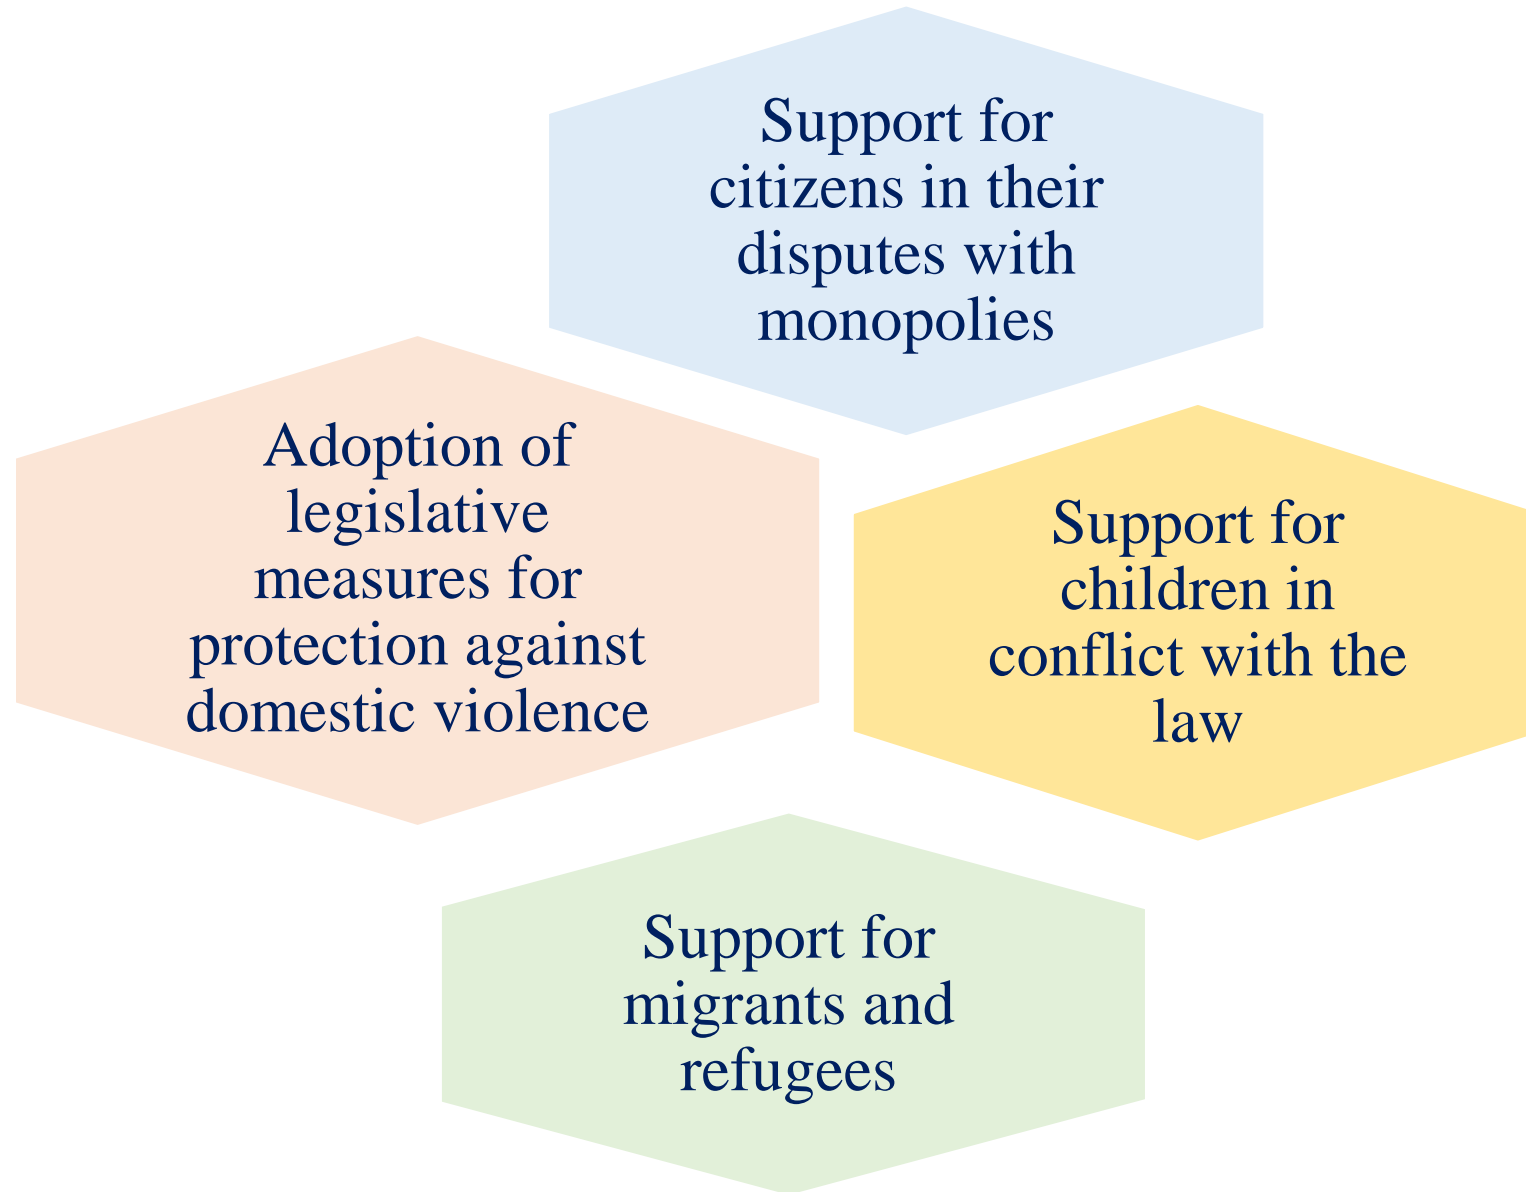 Support for
citizens in their
disputes with
monopolies
Adoption of
legislative
measures for
protection against
domestic violence
Support for
children in
conflict with the
law
Support for
migrants and
refugees